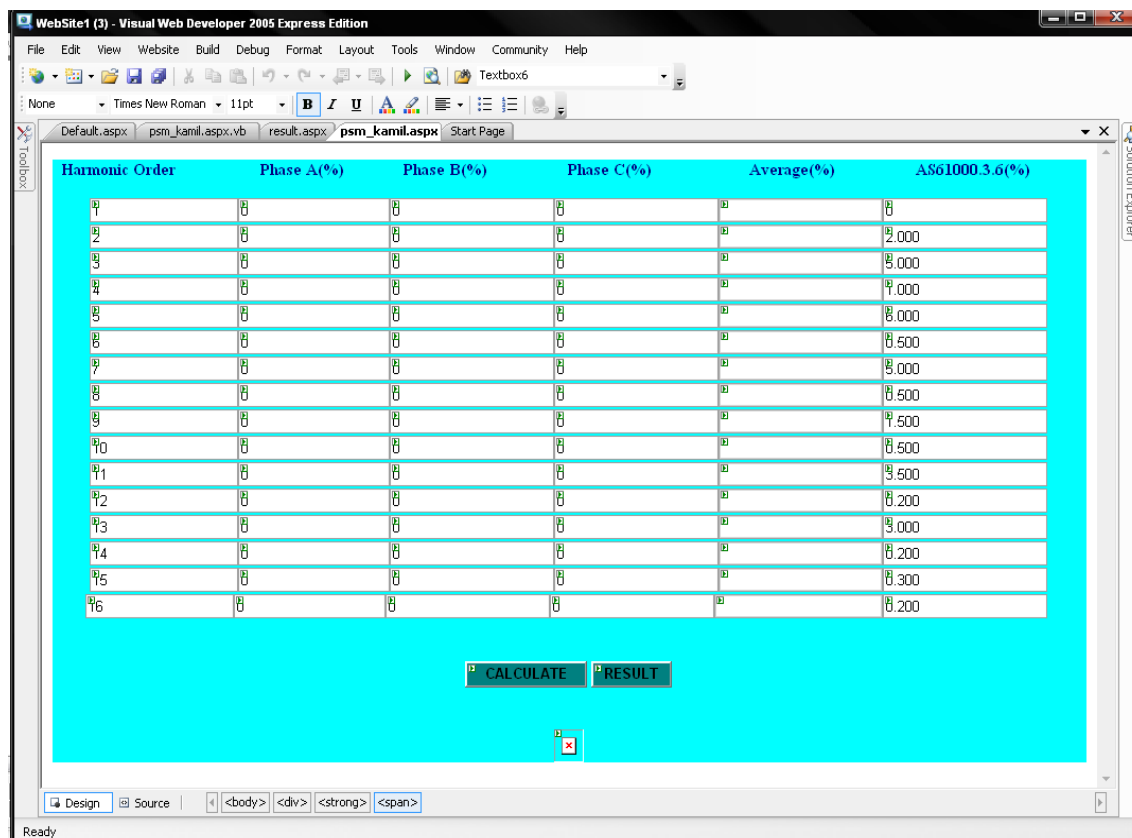 WebSite1 (3) - Visual Web Developer 2005 Express Edition
File Edit View Website Build Debug Format Layout Tools Window Community Help
Textbox6
None Times New Roman 11pt B I U A
Default.aspx psm_kamil.aspx.vb result.aspx psm_kamil.aspx Start Page
Toolbox
Solution Explorer
Harmonic Order Phase A(%) Phase B(%) Phase C(%) Average(%) AS61000.3.6(%)
1 0 0 0 0
2 0 0 0 2.000
3 0 0 0 5.000
4 0 0 0 1.000
5 0 0 0 6.000
6 0 0 0 0.500
7 0 0 0 5.000
8 0 0 0 0.500
9 0 0 0 1.500
10 0 0 0 0.500
11 0 0 0 3.500
12 0 0 0 0.200
13 0 0 0 3.000
14 0 0 0 0.200
15 0 0 0 0.300
16 0 0 0 0.200
CALCULATE RESULT
Design Source <body> <div> <strong> <span>
Ready